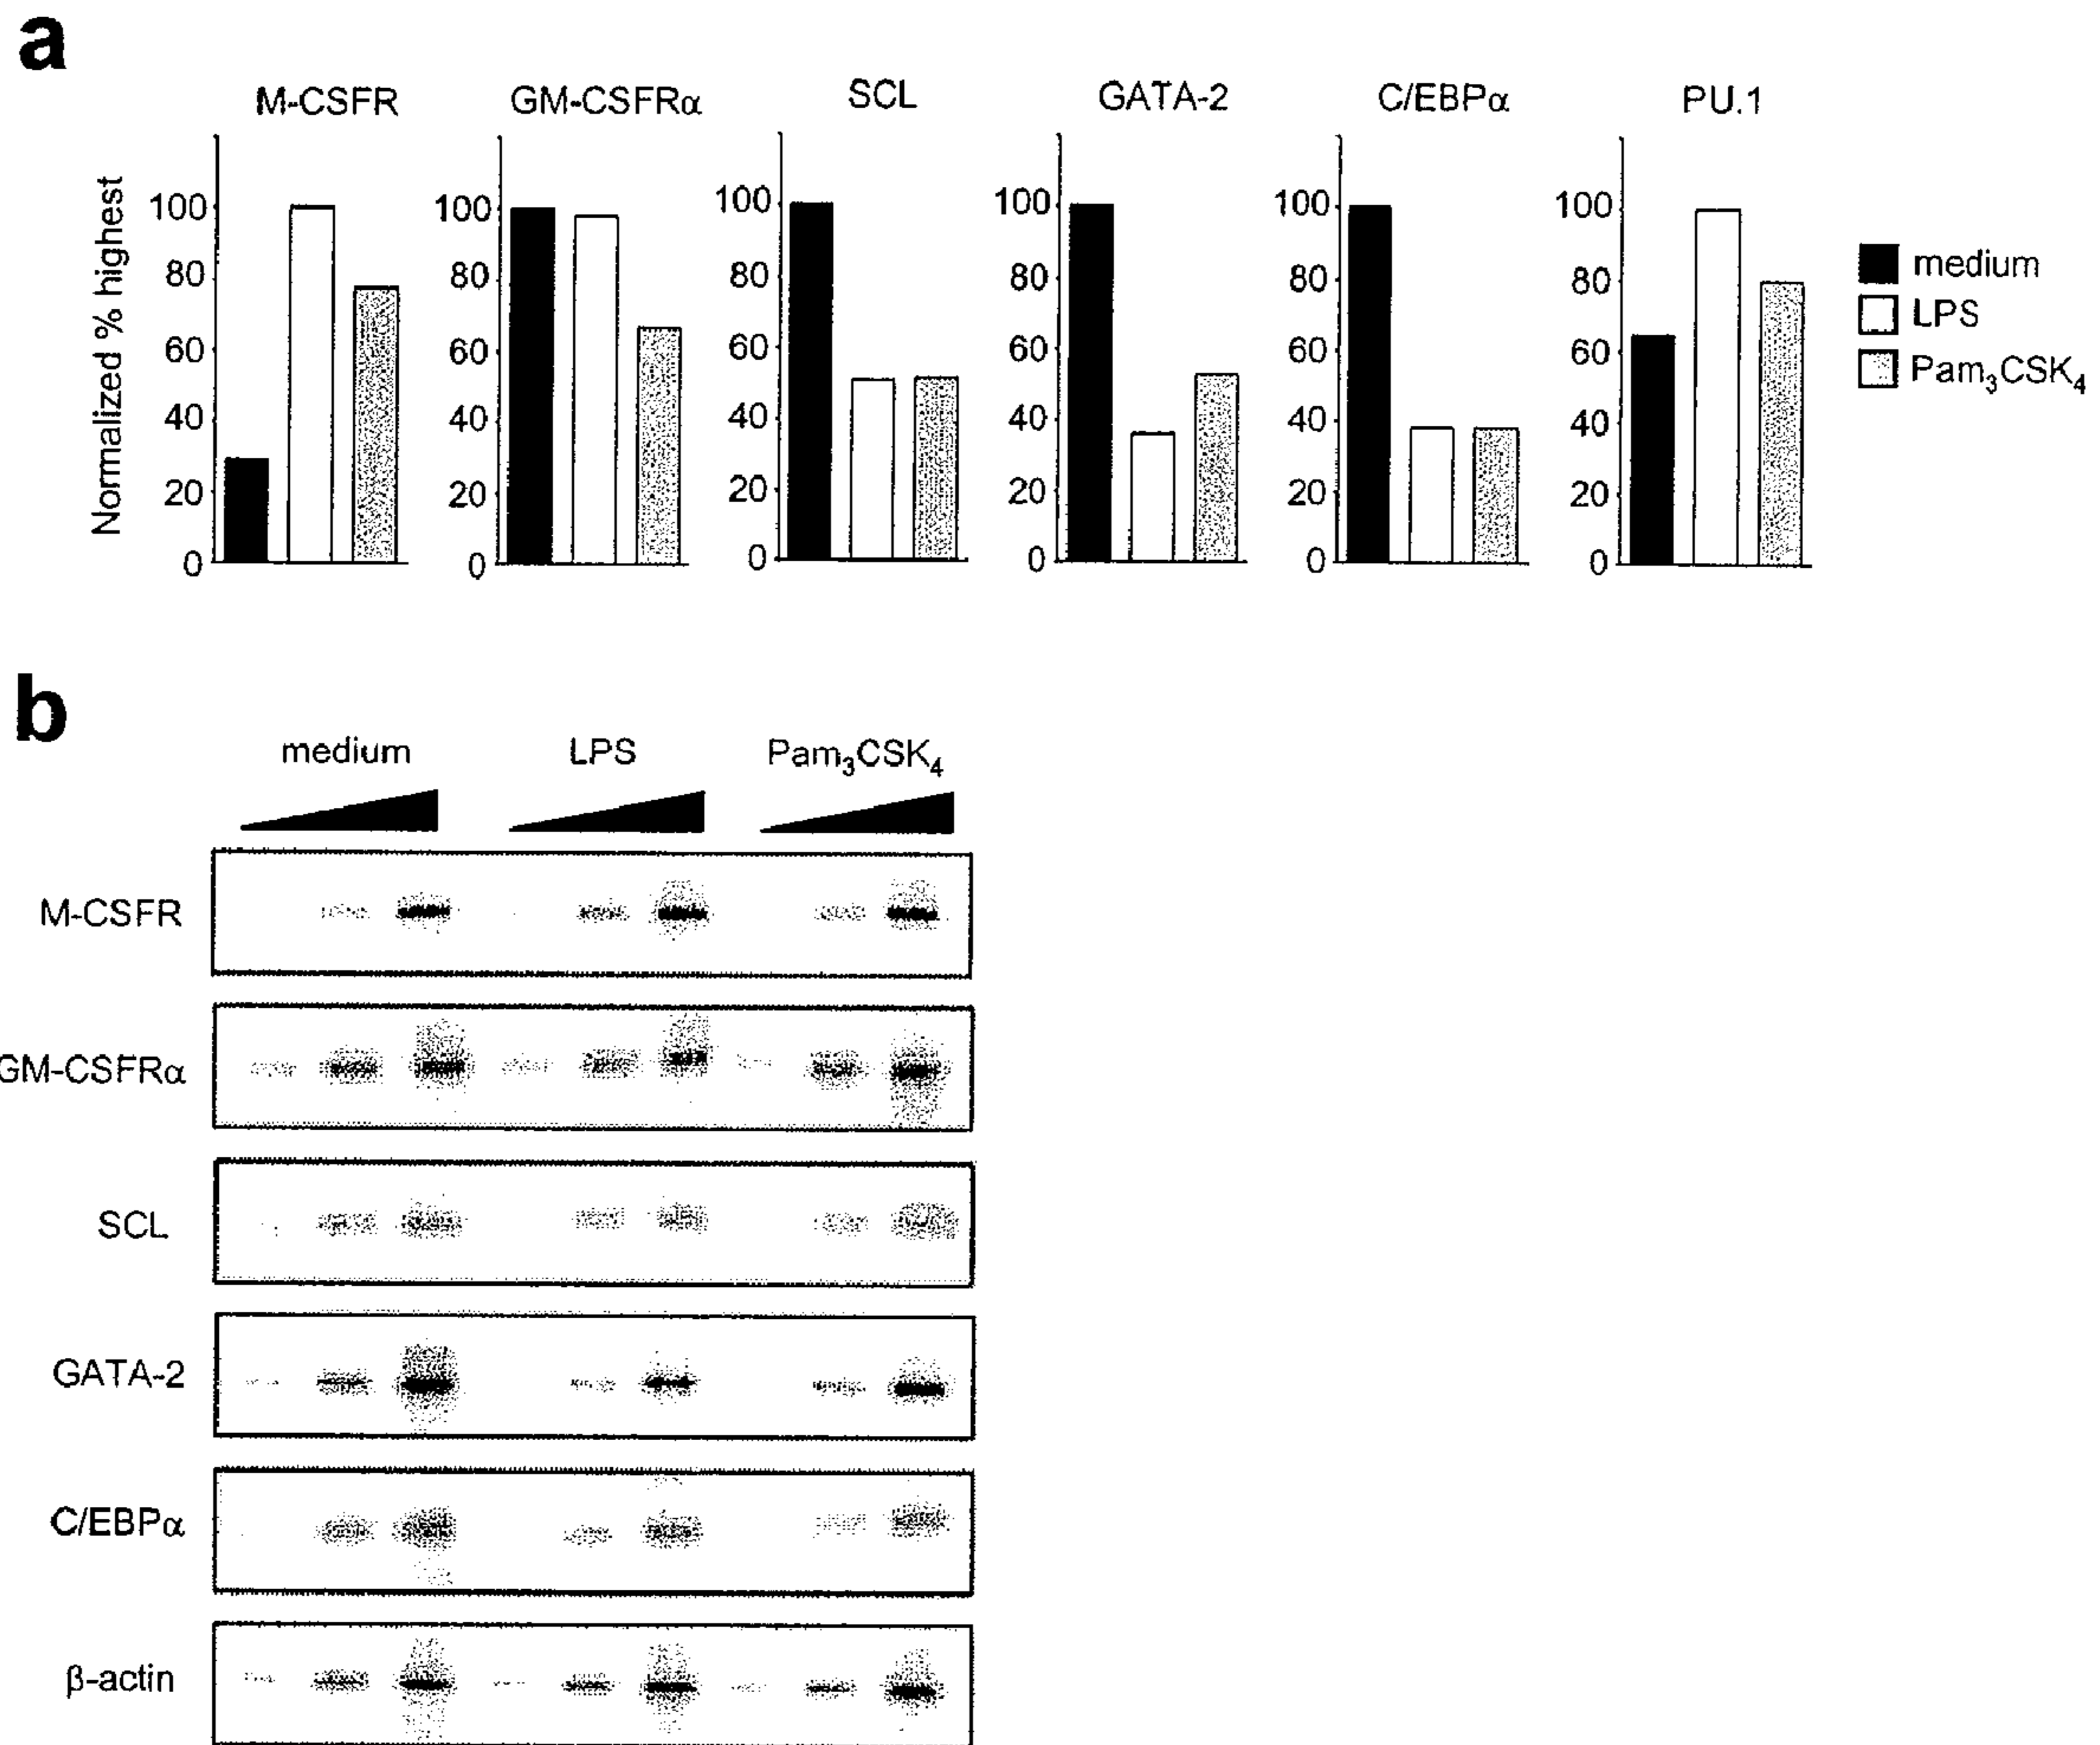 a
M-CSFR GM-CSFRα SCL GATA-2 C/EBPα PU.1
Normalized % highest
100 100 100 100 100 100
80 80 80 80 80 80
60 60 60 60 60 60
40 40 40 40 40 40
20 20 20 20 20 20
0 0 0 0 0 0
medium
LPS
Pam₃CSK₄
b
medium LPS Pam₃CSK₄
M-CSFR
GM-CSFRα
SCL
GATA-2
C/EBPα
β-actin